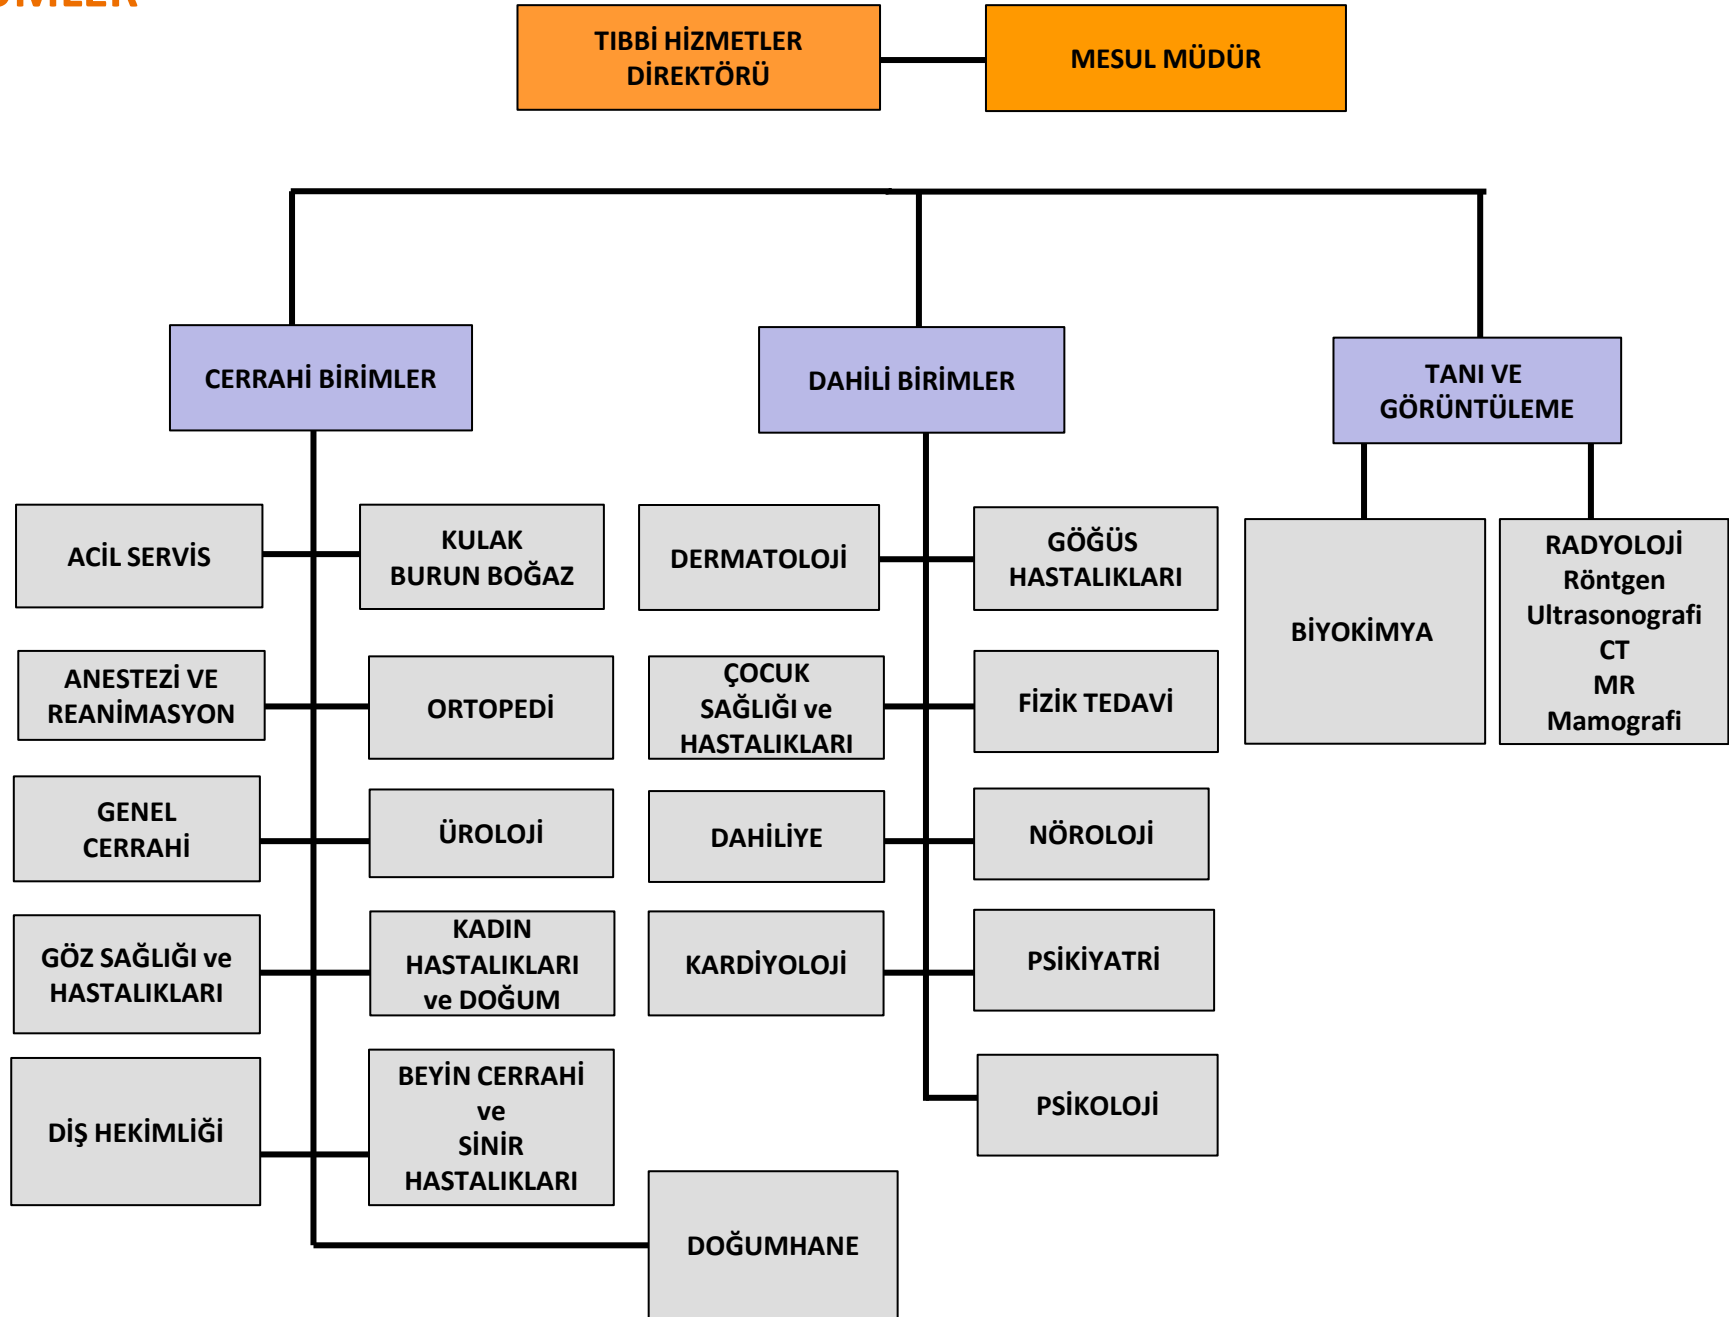 TIBBİ HİZMETLER
DİREKTÖRÜ
MESUL MÜDÜR
CERRAHİ BİRİMLER
DAHİLİ BİRİMLER
TANI VE
GÖRÜNTÜLEME
ACİL SERVİS
KULAK
BURUN BOĞAZ
ANESTEZİ VE
REANİMASYON
ORTOPEDİ
GENEL
CERRAHİ
ÜROLOJİ
GÖZ SAĞLIĞI ve
HASTALIKLARI
KADIN
HASTALIKLARI
ve DOĞUM
DİŞ HEKİMLİĞİ
BEYİN CERRAHİ
ve
SİNİR
HASTALIKLARI
DOĞUMHANE
DERMATOLOJİ
GÖĞÜS
HASTALIKLARI
ÇOCUK
SAĞLIĞI ve
HASTALIKLARI
FİZİK TEDAVİ
DAHİLİYE
NÖROLOJİ
KARDİYOLOJİ
PSİKİYATRİ
PSİKOLOJİ
BİYOKİMYA
RADYOLOJİ
Röntgen
Ultrasonografi
CT
MR
Mamografi